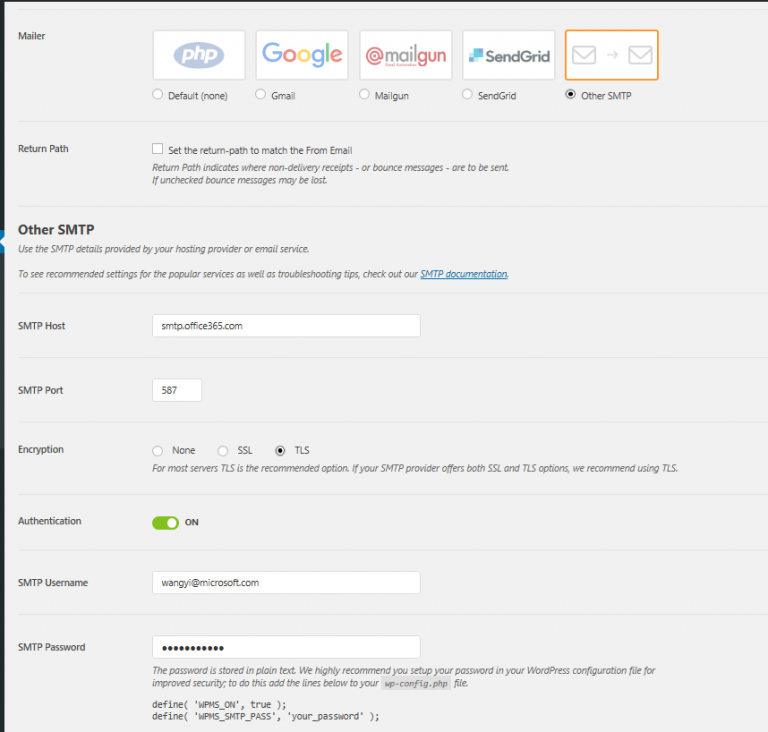 Mailer
php
Google
@mailgun
SendGrid
Default (none)
Gmail
Mailgun
SendGrid
Other SMTP
Return Path
Set the return-path to match the From Email
Return Path indicates where non-delivery receipts - or bounce messages - are to be sent.
If unchecked bounce messages may be lost.
Other SMTP
Use the SMTP details provided by your hosting provider or email service.
To see recommended settings for the popular services as well as troubleshooting tips, check out our SMTP documentation.
SMTP Host
smtp.office365.com
SMTP Port
587
Encryption
None
SSL
TLS
For most servers TLS is the recommended option. If your SMTP provider offers both SSL and TLS options, we recommend using TLS.
Authentication
ON
SMTP Username
wangyi@microsoft.com
SMTP Password
•••••••••••
The password is stored in plain text. We highly recommend you setup your password in your WordPress configuration file for
improved security; to do this add the lines below to your wp-config.php file.
define( 'WPMS_ON', true );
define( 'WPMS_SMTP_PASS', 'your_password' );